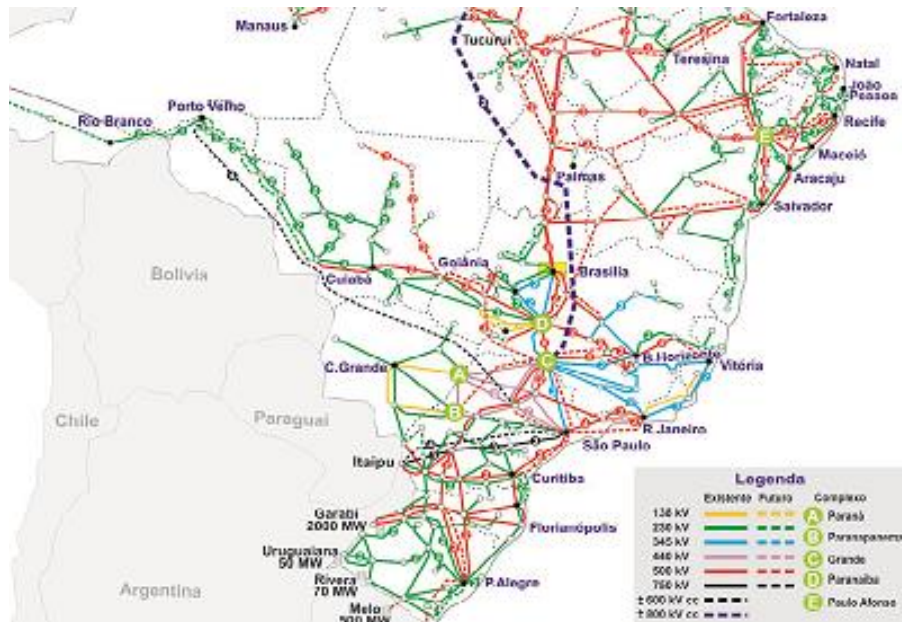 Manaus
Tucuruí
Fortaleza
Teresina
Natal
João
Pessoa
Recife
Maceió
Aracaju
Salvador
Palmas
Porto Velho
Rio Branco
Bolivia
Cuiabá
Goiânia
Brasília
B.Horizonte
Vitória
C.Grande
A
B
C
D
E
Chile
Paraguai
R.Janeiro
São Paulo
Itaipu
Curitiba
Garabi
2000 MW
Florianópolis
Uruguaiana
50 MW
Rivera
70 MW
P.Alegre
Melo
500 MW
Argentina
Legenda
Existente Futuro Complexo
138 kV
230 kV
345 kV
440 kV
500 kV
750 kV
± 600 kV cc
± 800 kV cc
A Paraná
B Paranapanema
C Grande
D Paranaíba
E Paulo Afonso